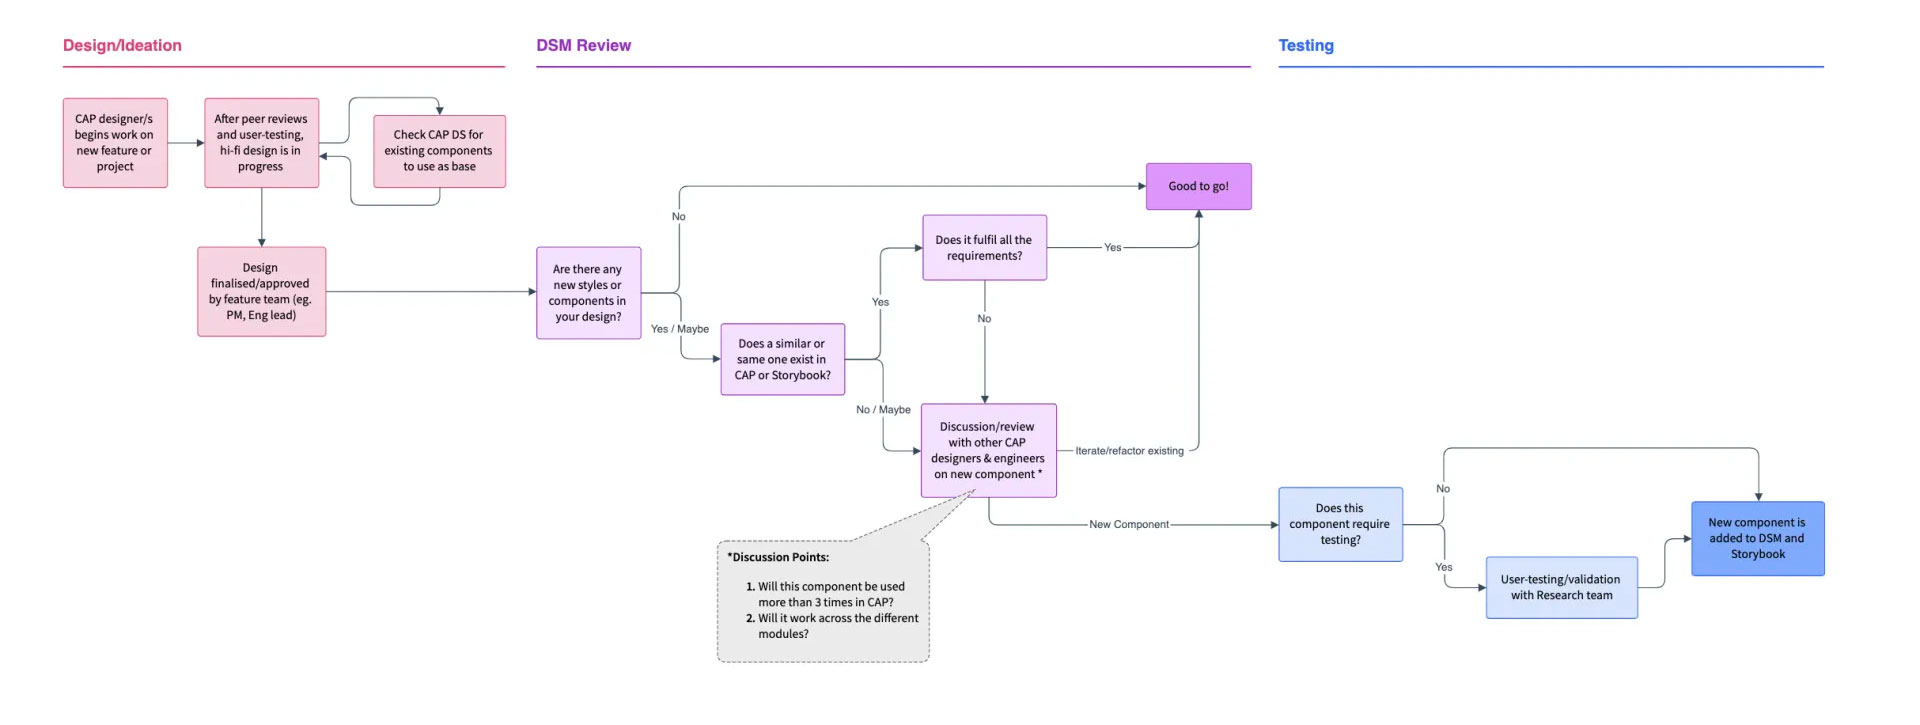 Design/Ideation
DSM Review
Testing
CAP designer/s
begins work on
new feature or
project
After peer reviews
and user-testing,
hi-fi design is in
progress
Check CAP DS for
existing components
to use as base
Design
finalised/approved
by feature team (eg.
PM, Eng lead)
Are there any
new styles or
components in
your design?
No
Yes / Maybe
Good to go!
Does a similar or
same one exist in
CAP or Storybook?
Yes
No / Maybe
Does it fulfil all the
requirements?
Yes
No
Discussion/review
with other CAP
designers & engineers
on new component *
Iterate/refactor existing
New Component
*Discussion Points:
1. Will this component be used
more than 3 times in CAP?
2. Will it work across the different
modules?
Does this
component require
testing?
No
Yes
User-testing/validation
with Research team
New component is
added to DSM and
Storybook